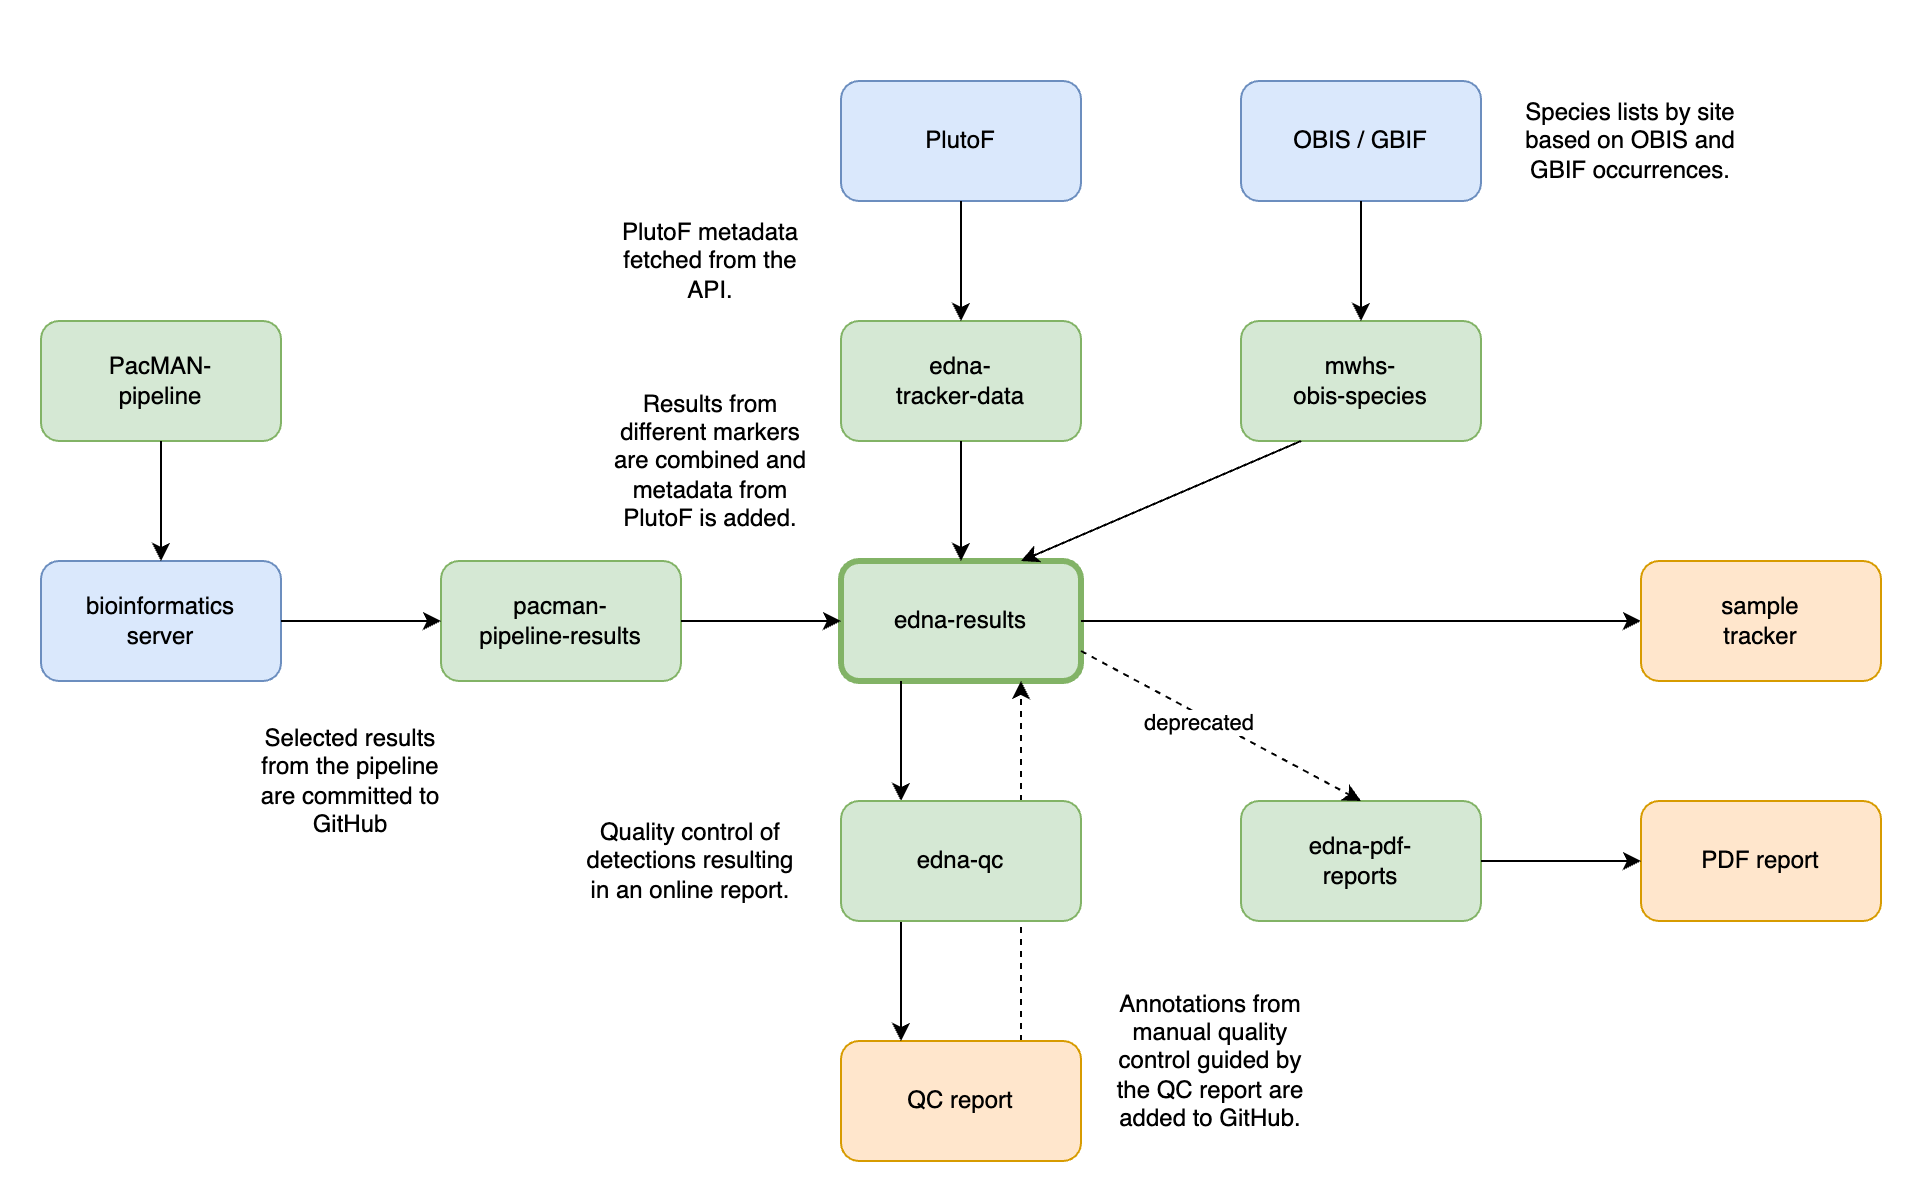 PlutoF
OBIS / GBIF
Species lists by site
based on OBIS and
GBIF occurrences.
PlutoF metadata
fetched from the
API.
PacMAN-
pipeline
edna-
tracker-data
mwhs-
obis-species
Results from
different markers
are combined and
metadata from
PlutoF is added.
bioinformatics
server
pacman-
pipeline-results
edna-results
sample
tracker
deprecated
Selected results
from the pipeline
are committed to
GitHub
Quality control of
detections resulting
in an online report.
edna-qc
edna-pdf-
reports
PDF report
Annotations from
manual quality
control guided by
the QC report are
added to GitHub.
QC report